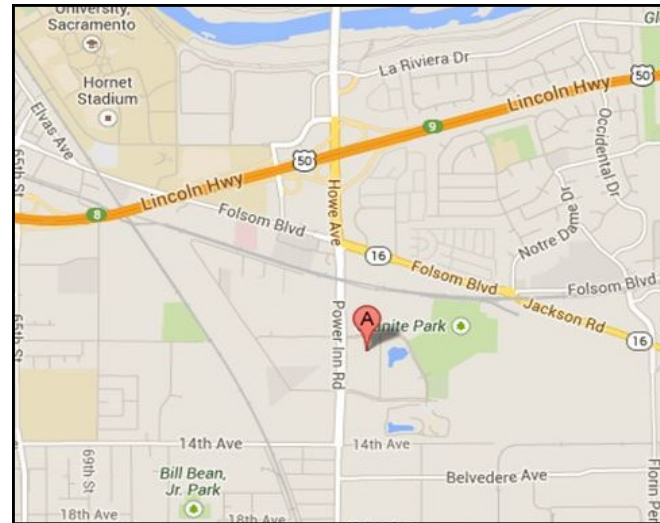 University,
Sacramento
Hornet
Stadium
La Riviera Dr
50
Lincoln Hwy
9
Elvas Ave
65th St
50
Occidental Dr
Lincoln Hwy
8
Howe Ave
Folsom Blvd
16
Notre Dame Dr
Folsom Blvd
Folsom Blvd
Jackson Rd
16
65th St
Power Inn Rd
A
Park
14th Ave
14th Ave
69th St
Bill Bean,
Jr. Park
Belvedere Ave
18th Ave
18th Ave
Florin